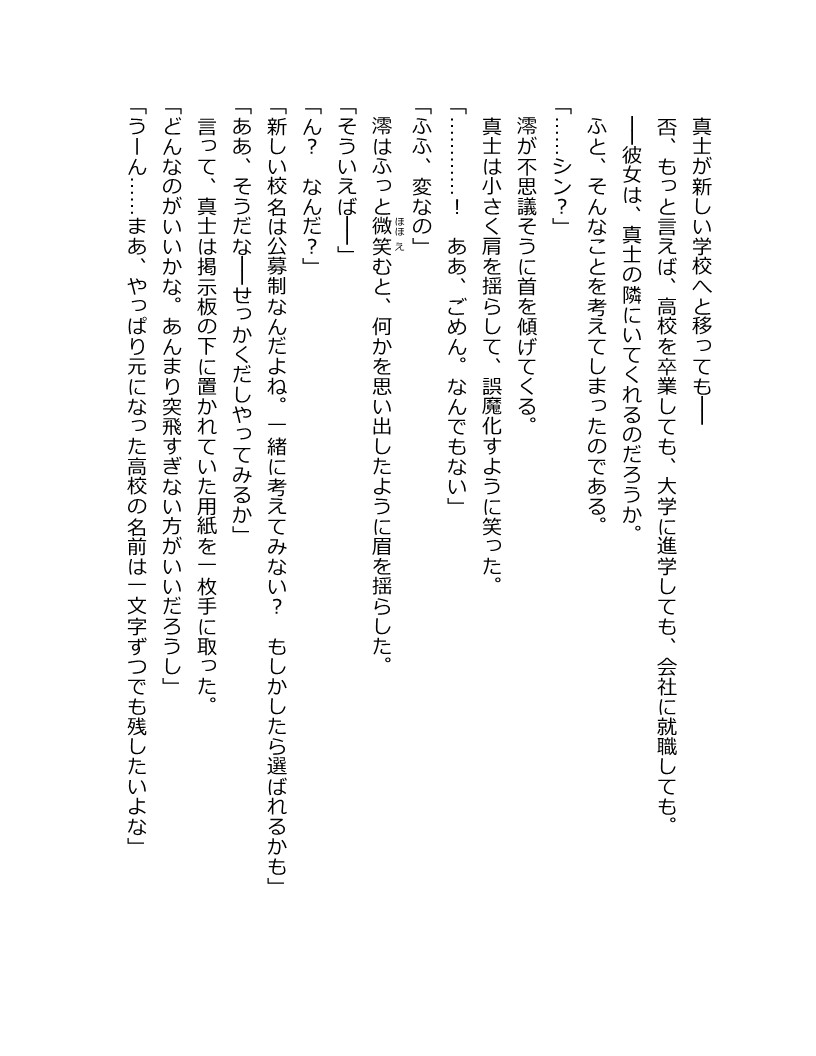 真士が新しい学校へと移っても――
否、もっと言えば、高校を卒業しても、大学に進学しても、会社に就職しても。
――彼女は、真士の隣にいてくれるのだろうか。
ふと、そんなことを考えてしまったのである。
「……シン？」
澪が不思議そうに首を傾げてくる。
真士は小さく肩を揺らして、誤魔化すように笑った。
「…………！　ああ、ごめん。なんでもない」
「ふふ、変なの」
澪はふっと微笑むと、何かを思い出したように眉を揺らした。
ほほえ
「そういえば――」
「ん？　なんだ？」
「新しい校名は公募制なんだよね。一緒に考えてみない？　もしかしたら選ばれるかも」
「ああ、そうだな――せっかくだしやってみるか」
言って、真士は掲示板の下に置かれていた用紙を一枚手に取った。
「どんなのがいいかな。あんまり突飛すぎない方がいいだろうし」
「うーん……まあ、やっぱり元になった高校の名前は一文字ずつでも残したいよな」